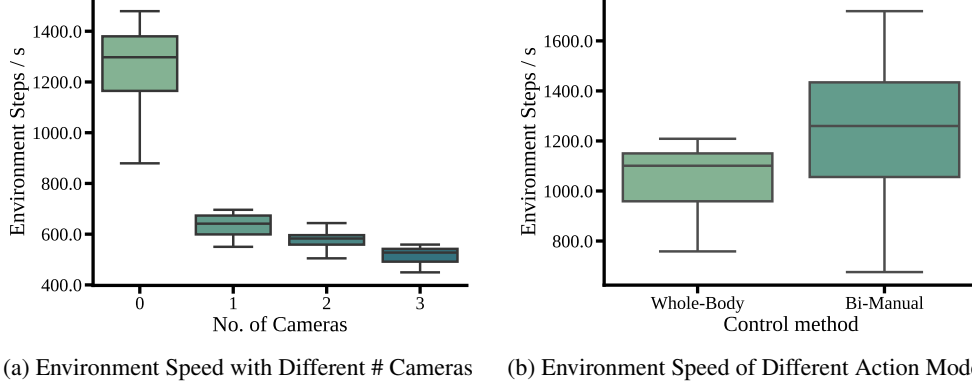 1400.0
1200.0
1000.0
800.0
600.0
400.0
Environment Steps / s
0 1 2 3
No. of Cameras
(a) Environment Speed with Different # Cameras
1600.0
1400.0
1200.0
1000.0
800.0
Environment Steps / s
Whole-Body Bi-Manual
Control method
(b) Environment Speed of Different Action